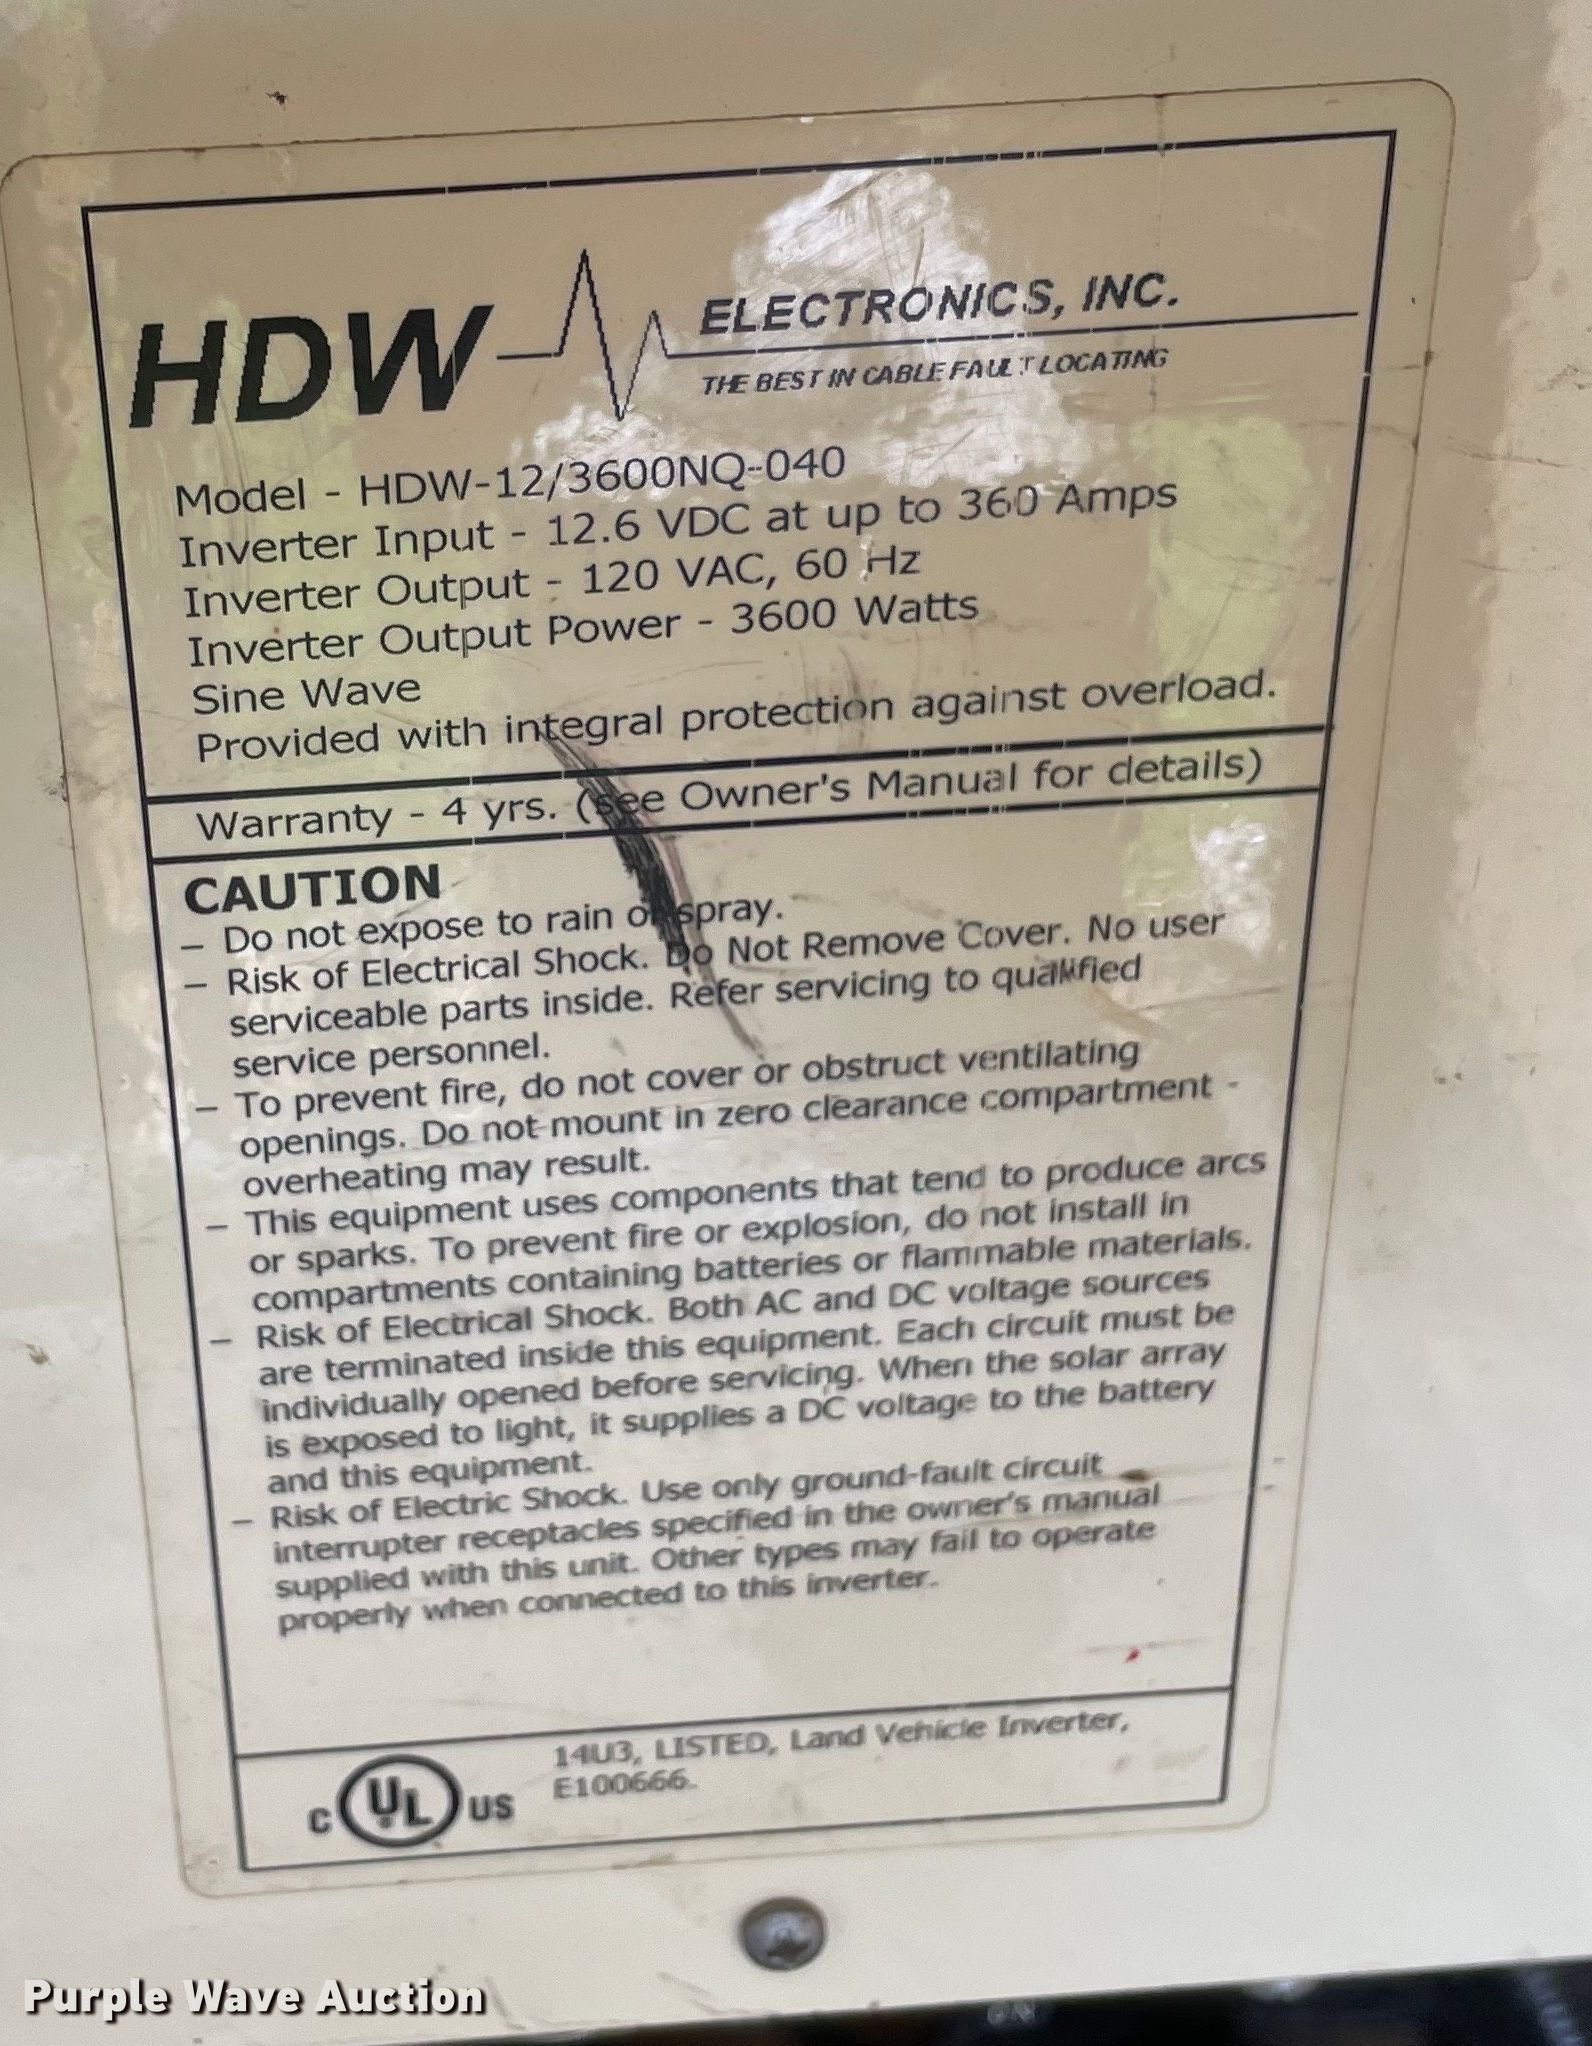 HDW ELECTRONICS, INC.
THE BEST IN CABLE FAULT LOCATING
Model - HDW-12/3600NQ-040
Inverter Input - 12.6 VDC at up to 360 Amps
Inverter Output - 120 VAC, 60 Hz
Inverter Output Power - 3600 Watts
Sine Wave
Provided with integral protection against overload.
Warranty - 4 yrs. (see Owner's Manual for details)
CAUTION
– Do not expose to rain or spray.
– Risk of Electrical Shock. Do Not Remove Cover. No user
serviceable parts inside. Refer servicing to qualified
service personnel.
– To prevent fire, do not cover or obstruct ventilating
openings. Do not mount in zero clearance compartment -
overheating may result.
– This equipment uses components that tend to produce arcs
or sparks. To prevent fire or explosion, do not install in
compartments containing batteries or flammable materials.
– Risk of Electrical Shock. Both AC and DC voltage sources
are terminated inside this equipment. Each circuit must be
individually opened before servicing. When the solar array
is exposed to light, it supplies a DC voltage to the battery
and this equipment.
– Risk of Electric Shock. Use only ground-fault circuit
interrupter receptacles specified in the owner's manual
supplied with this unit. Other types may fail to operate
properly when connected to this inverter.
14U3, LISTED, Land Vehicle Inverter,
E100666.
C UL US
Purple Wave Auction